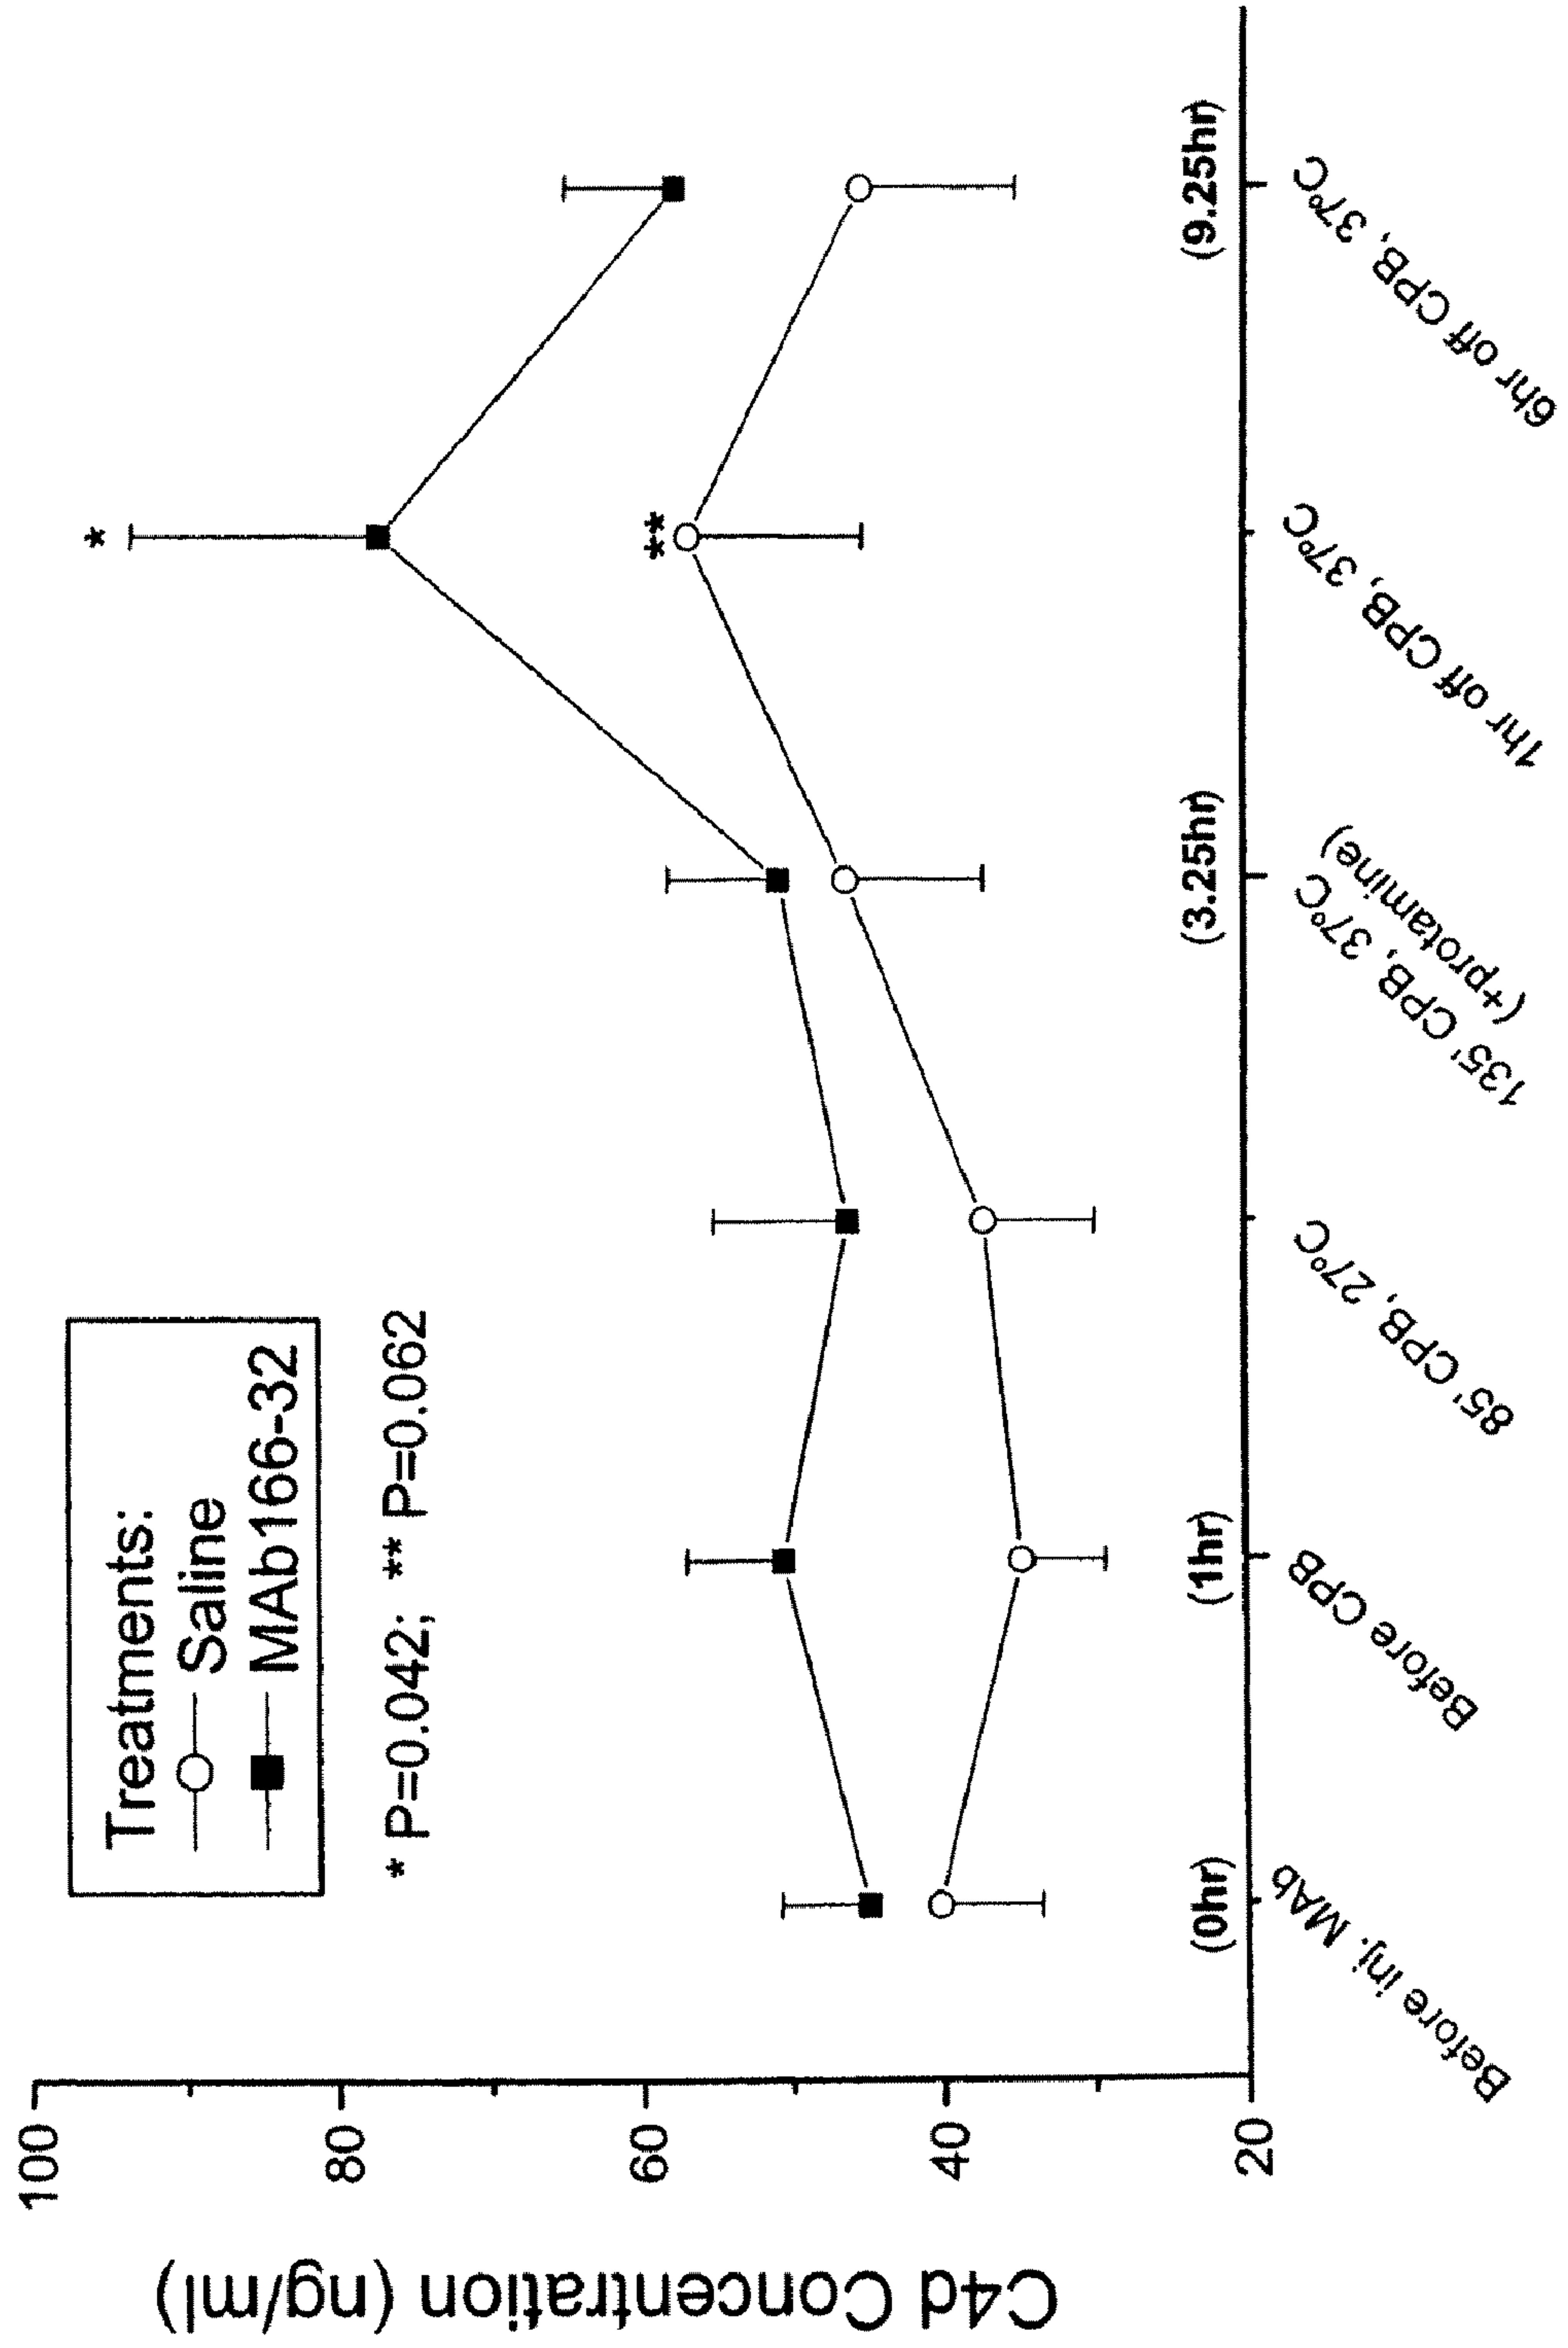 C4d Concentration (ng/ml)
100
80
60
40
20
Treatments:
Saline
MAb166-32
* P=0.042; ** P=0.062
*
**
(0hr)
(1hr)
(3.25hr)
(9.25hr)
Before inj. MAb
Before CPB
85' CPB, 27°C
135' CPB, 37°C
(+protamine)
1hr off CPB, 37°C
6hr off CPB, 37°C